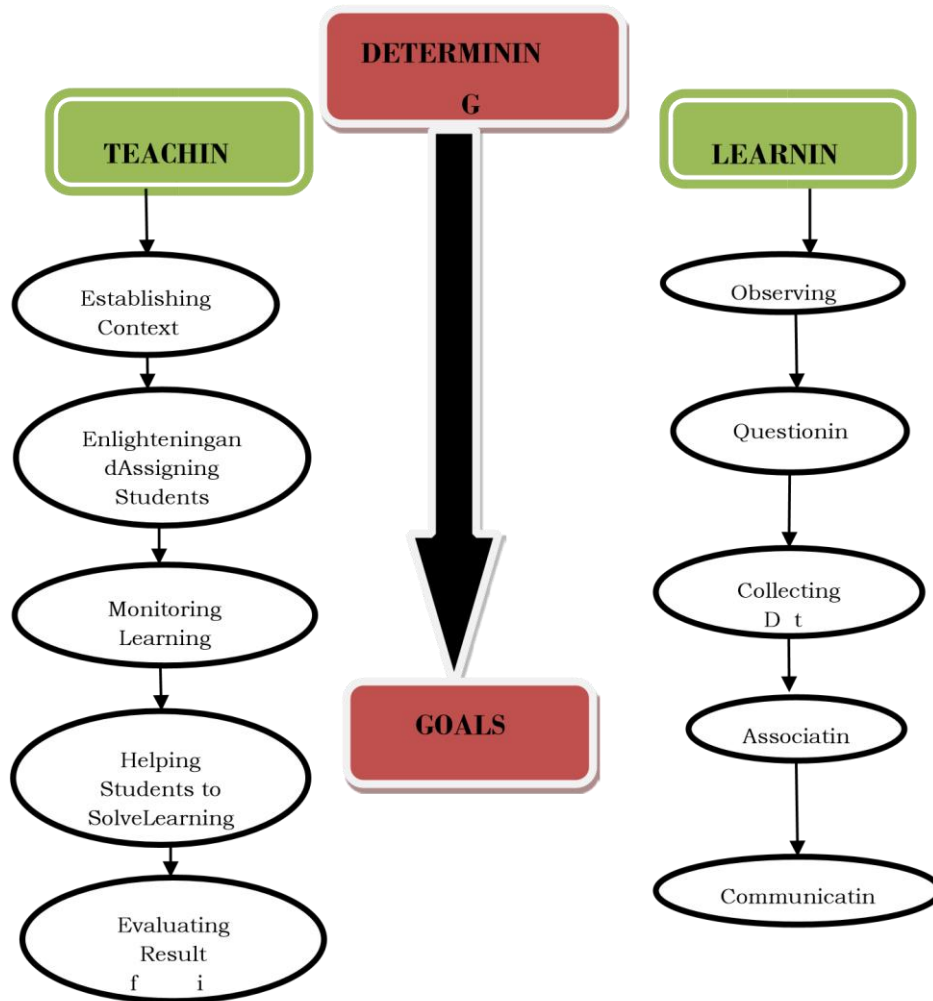 DETERMININ
G
TEACHIN
Establishing
Context
Enlighteningan
dAssigning
Students
Monitoring
Learning
Helping
Students to
SolveLearning
Evaluating
Result
f i
GOALS
LEARNIN
Observing
Questionin
Collecting
D t
Associatin
Communicatin